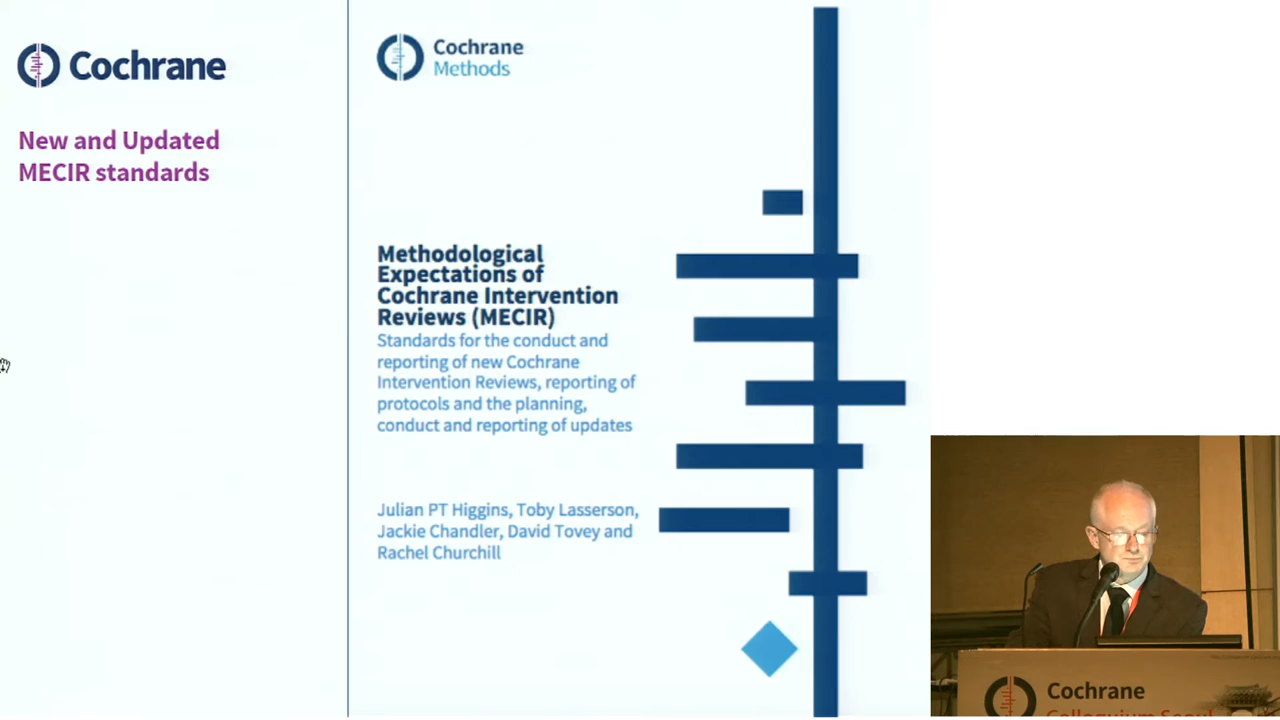 Cochrane
New and Updated
MECIR standards
Cochrane
Methods
Methodological
Expectations of
Cochrane Intervention
Reviews (MECIR)
Standards for the conduct and
reporting of new Cochrane
Intervention Reviews, reporting of
protocols and the planning,
conduct and reporting of updates
Julian PT Higgins, Toby Lasserson,
Jackie Chandler, David Tovey and
Rachel Churchill
Cochrane
Colloquium Seoul